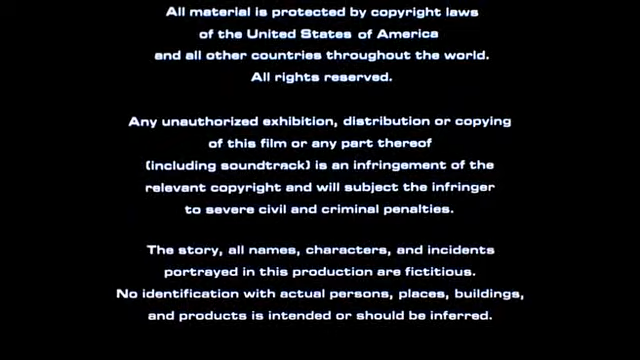 All material is protected by copyright laws
of the United States of America
and all other countries throughout the world.
All rights reserved.
Any unauthorized exhibition, distribution or copying
of this film or any part thereof
(including soundtrack) is an infringement of the
relevant copyright and will subject the infringer
to severe civil and criminal penalties.
The story, all names, characters, and incidents
portrayed in this production are fictitious.
No identification with actual persons, places, buildings,
and products is intended or should be inferred.